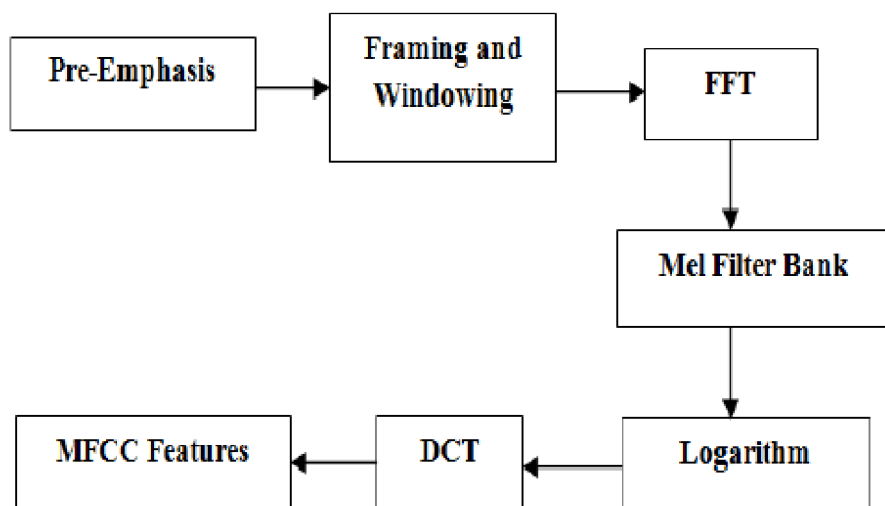 Pre-Emphasis
Framing and
Windowing
FFT
Mel Filter Bank
Logarithm
DCT
MFCC Features